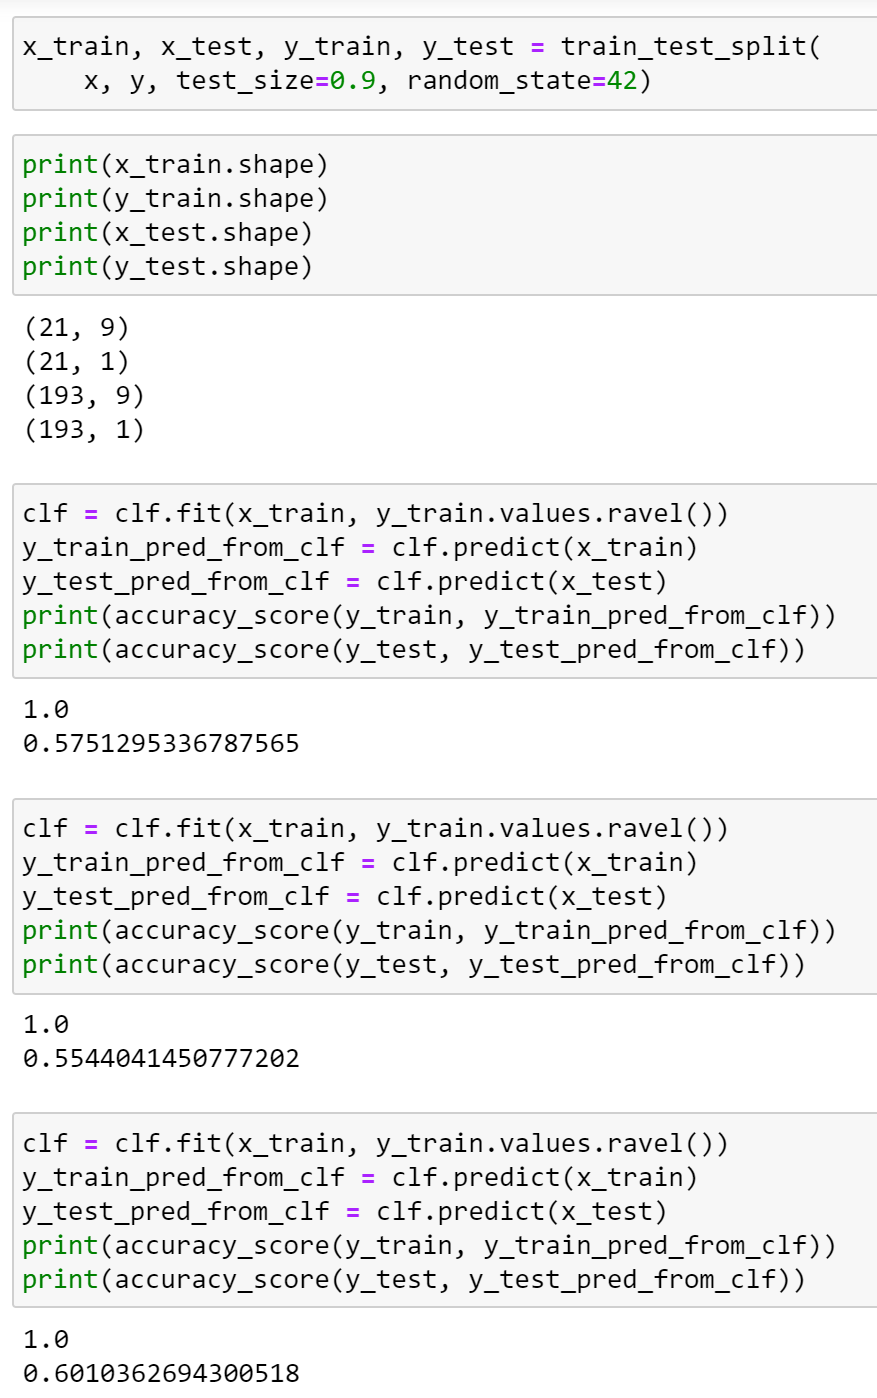 x_train, x_test, y_train, y_test = train_test_split(
    x, y, test_size=0.9, random_state=42)
print(x_train.shape)
print(y_train.shape)
print(x_test.shape)
print(y_test.shape)
(21, 9)
(21, 1)
(193, 9)
(193, 1)
clf = clf.fit(x_train, y_train.values.ravel())
y_train_pred_from_clf = clf.predict(x_train)
y_test_pred_from_clf = clf.predict(x_test)
print(accuracy_score(y_train, y_train_pred_from_clf))
print(accuracy_score(y_test, y_test_pred_from_clf))
1.0
0.5751295336787565
clf = clf.fit(x_train, y_train.values.ravel())
y_train_pred_from_clf = clf.predict(x_train)
y_test_pred_from_clf = clf.predict(x_test)
print(accuracy_score(y_train, y_train_pred_from_clf))
print(accuracy_score(y_test, y_test_pred_from_clf))
1.0
0.5544041450777202
clf = clf.fit(x_train, y_train.values.ravel())
y_train_pred_from_clf = clf.predict(x_train)
y_test_pred_from_clf = clf.predict(x_test)
print(accuracy_score(y_train, y_train_pred_from_clf))
print(accuracy_score(y_test, y_test_pred_from_clf))
1.0
0.6010362694300518